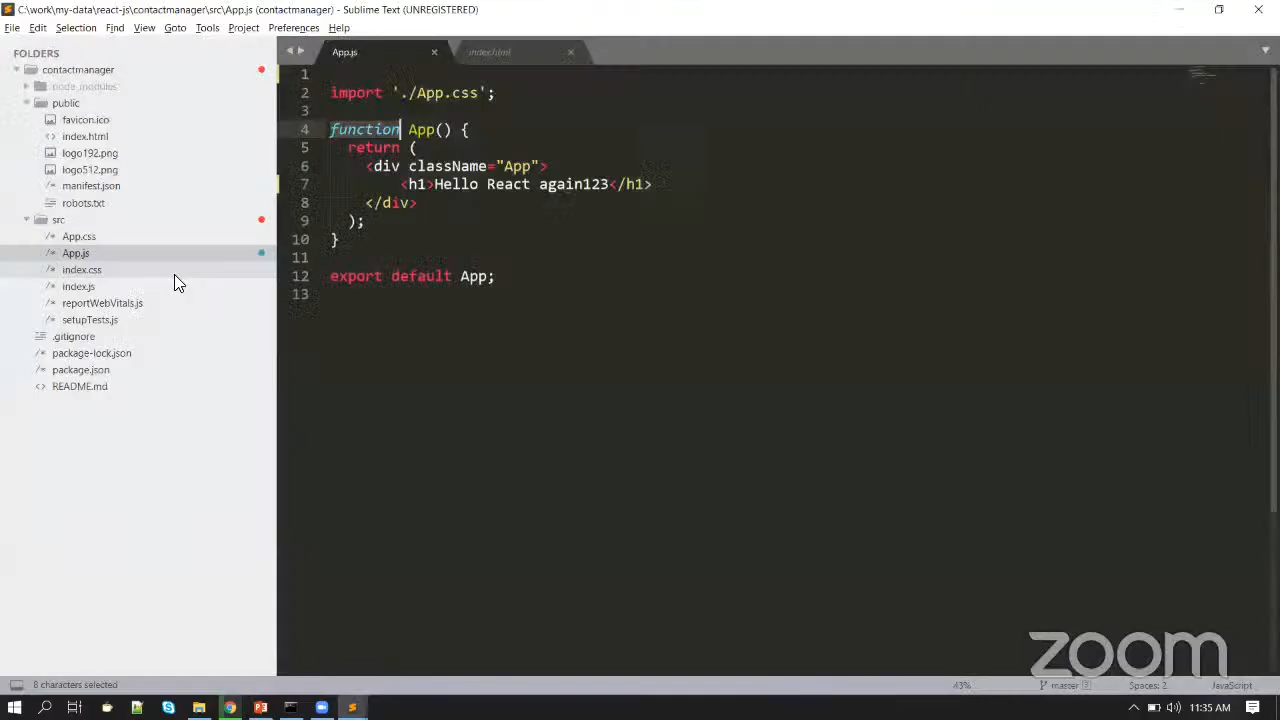 C:\work\my-data\react-js\contactmanager\src\App.js (contactmanager) - Sublime Text (UNREGISTERED)
File Edit Selection Find View Goto Tools Project Preferences Help
FOLDERS
contactmanager
node_modules
public
favicon.ico
index.html
logo192.png
logo512.png
manifest.json
robots.txt
src
App.css
App.js
index.css
index.js
reportWebVitals.js
setupTests.js
.gitignore
package-lock.json
package.json
README.md
App.js index.html
1
2 import './App.css';
3
4 function App() {
5 return (
6 <div className="App">
7 <h1>Hello React again123</h1>
8 </div>
9 );
10 }
11
12 export default App;
13
zoom
8 characters selected 43% master 2 Spaces: 2 JavaScript
11:35 AM